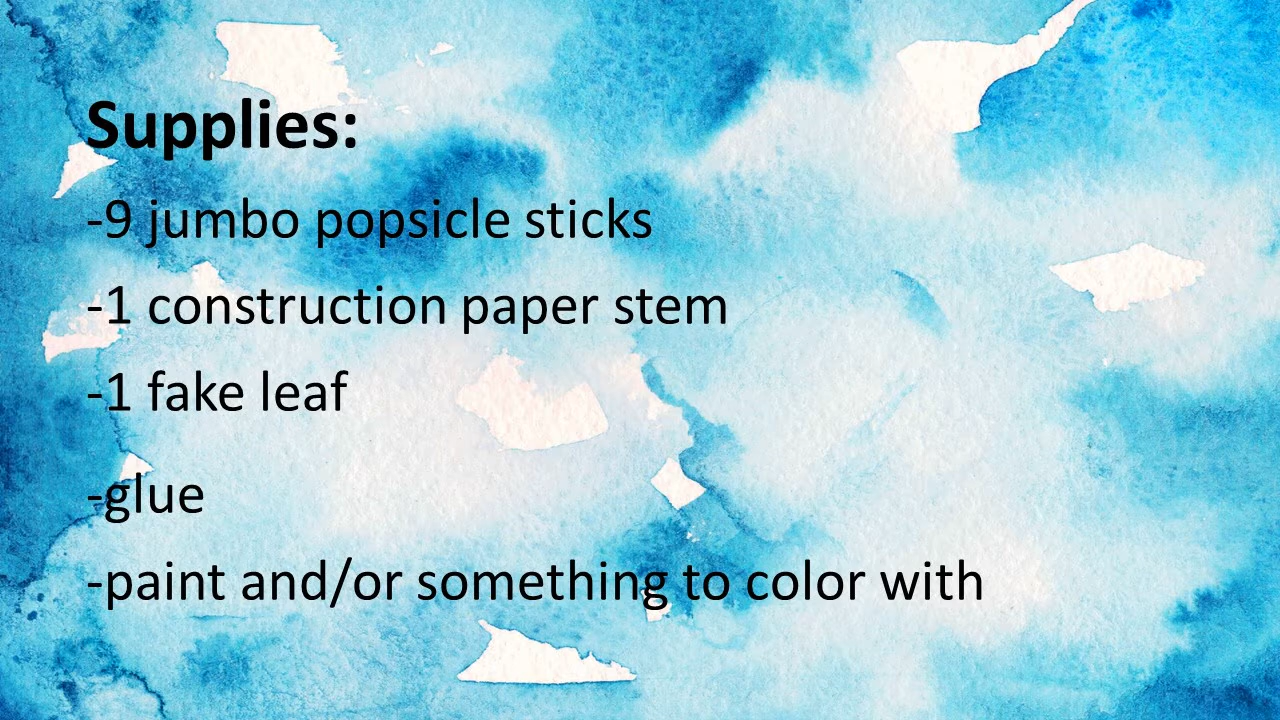 Supplies:
-9 jumbo popsicle sticks
-1 construction paper stem
-1 fake leaf
-glue
-paint and/or something to color with